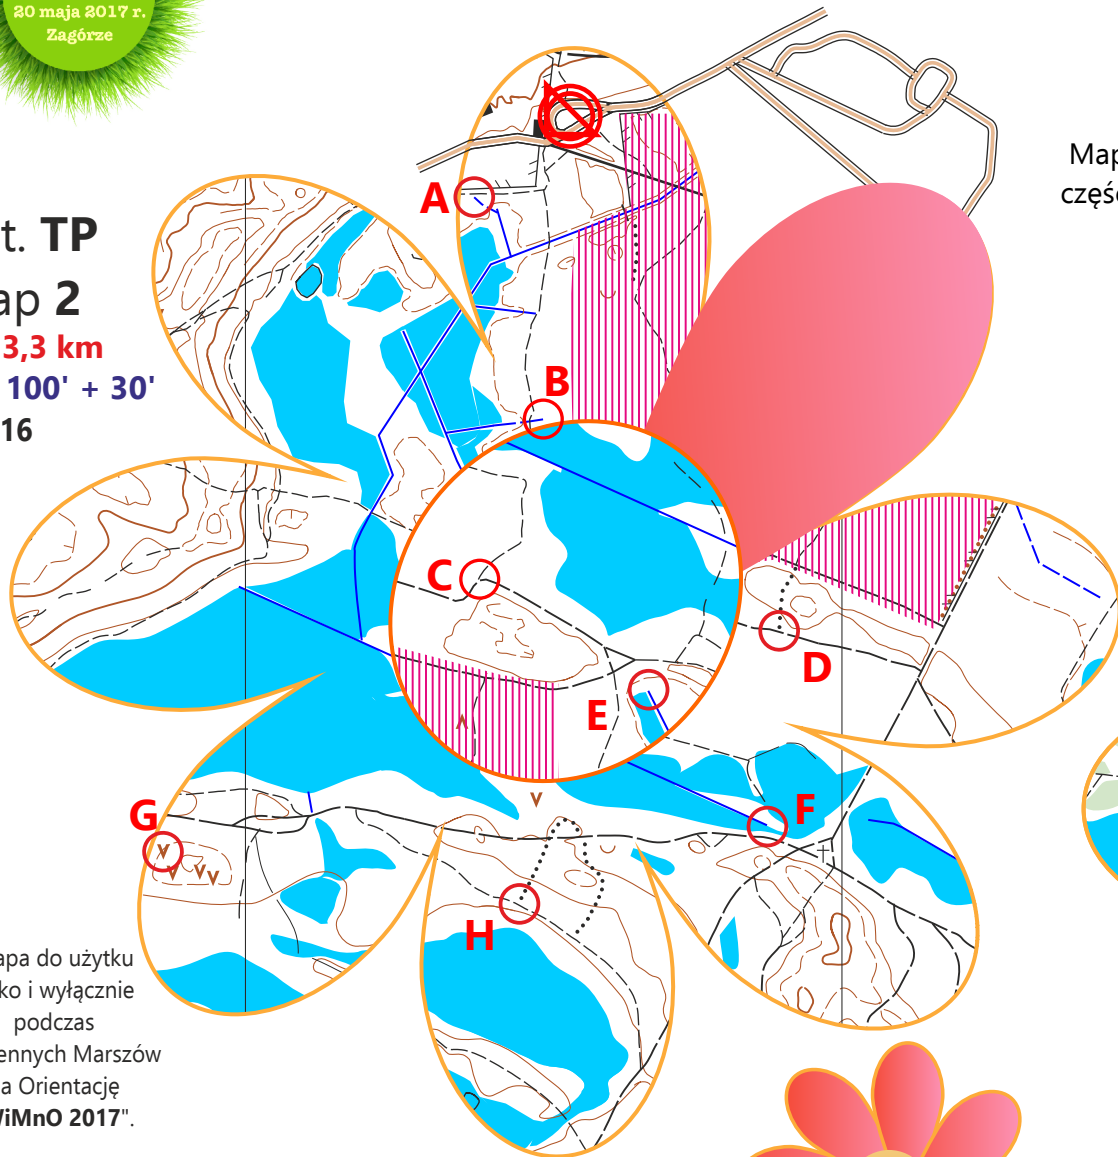 20 maja 2017 r.
Zagórze
t. TP
ap 2
3,3 km
100' + 30'
16
Map
częś
A
B
C
D
E
F
G
H
apa do użytku
ko i wyłącznie
podczas
ennych Marszów
a Orientację
WiMnO 2017".